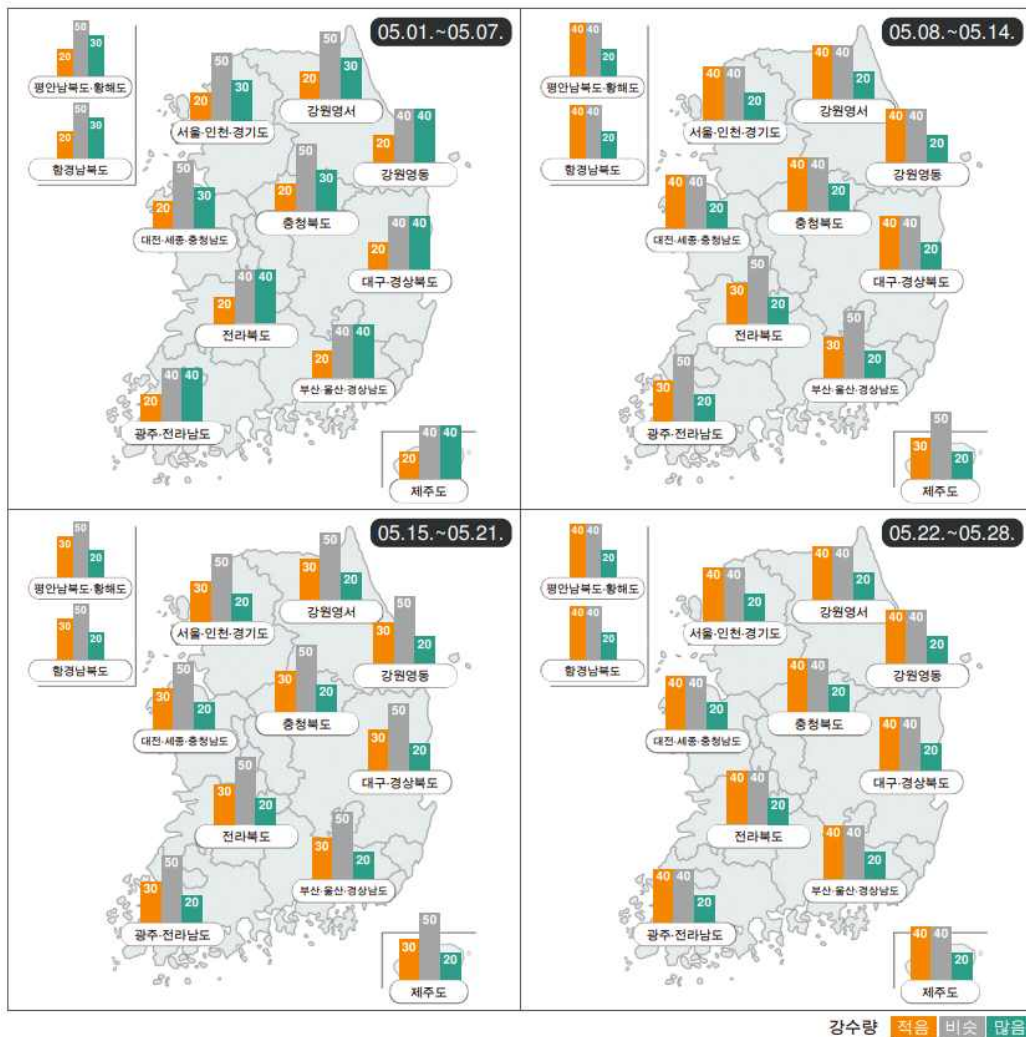 05.01.~05.07.
20 50 30
평안남북도·황해도
20 50 30
함경남북도
20 50 30
서울·인천·경기도
20 50 30
강원영서
20 40 40
강원영동
20 50 30
대전·세종·충청남도
20 50 30
충청북도
20 40 40
대구·경상북도
20 40 40
전라북도
20 40 40
부산·울산·경상남도
20 40 40
광주·전라남도
20 40 40
제주도
05.08.~05.14.
40 40 20
평안남북도·황해도
40 40 20
함경남북도
40 40 20
서울·인천·경기도
40 40 20
강원영서
40 40 20
강원영동
40 40 20
대전·세종·충청남도
40 40 20
충청북도
40 40 20
대구·경상북도
30 50 20
전라북도
30 50 20
부산·울산·경상남도
30 50 20
광주·전라남도
30 50 20
제주도
05.15.~05.21.
30 50 20
평안남북도·황해도
30 50 20
함경남북도
30 50 20
서울·인천·경기도
30 50 20
강원영서
30 50 20
강원영동
30 50 20
대전·세종·충청남도
30 50 20
충청북도
30 50 20
대구·경상북도
30 50 20
전라북도
30 50 20
부산·울산·경상남도
30 50 20
광주·전라남도
30 50 20
제주도
05.22.~05.28.
40 40 20
평안남북도·황해도
40 40 20
함경남북도
40 40 20
서울·인천·경기도
40 40 20
강원영서
40 40 20
강원영동
40 40 20
대전·세종·충청남도
40 40 20
충청북도
40 40 20
대구·경상북도
40 40 20
전라북도
40 40 20
부산·울산·경상남도
40 40 20
광주·전라남도
40 40 20
제주도
강수량 적음 비슷 많음